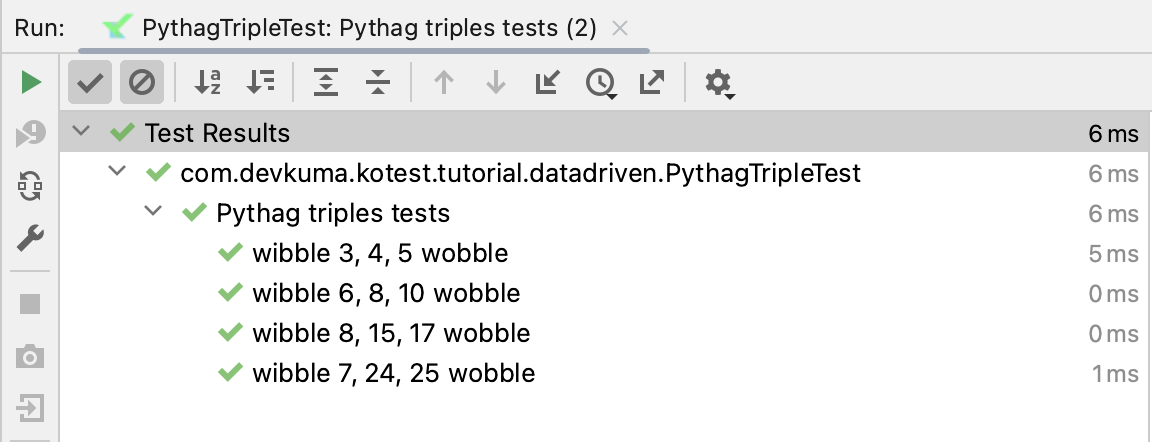 Run: PythagTripleTest: Pythag triples tests (2)
Test Results 6 ms
com.devkuma.kotest.tutorial.datadriven.PythagTripleTest 6 ms
Pythag triples tests 6 ms
wibble 3, 4, 5 wobble 5 ms
wibble 6, 8, 10 wobble 0 ms
wibble 8, 15, 17 wobble 0 ms
wibble 7, 24, 25 wobble 1 ms